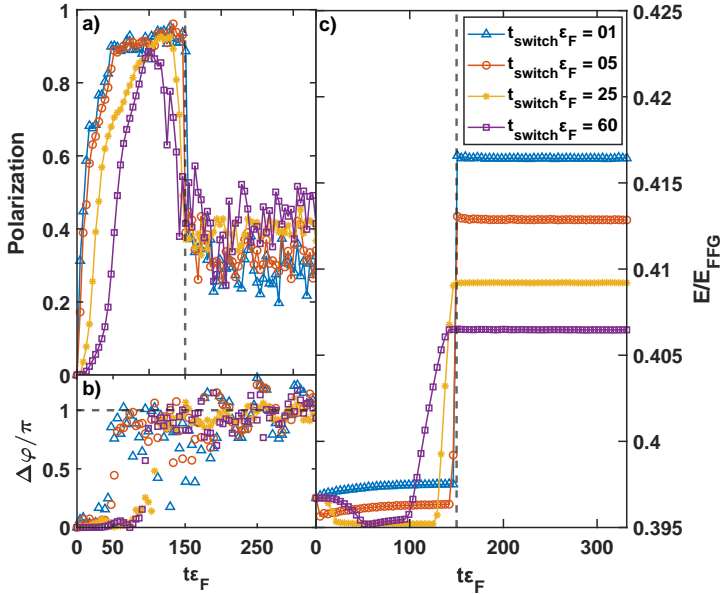 a)
1
0.8
0.6
0.4
0.2
0
Polarization
b)
1
0.5
0
Δφ/π
0 50 150 250
tε_F
c)
t_switch ε_F = 01
t_switch ε_F = 05
t_switch ε_F = 25
t_switch ε_F = 60
0.425
0.42
0.415
0.41
0.405
0.4
0.395
E/E_FFG
0 100 200 300
tε_F